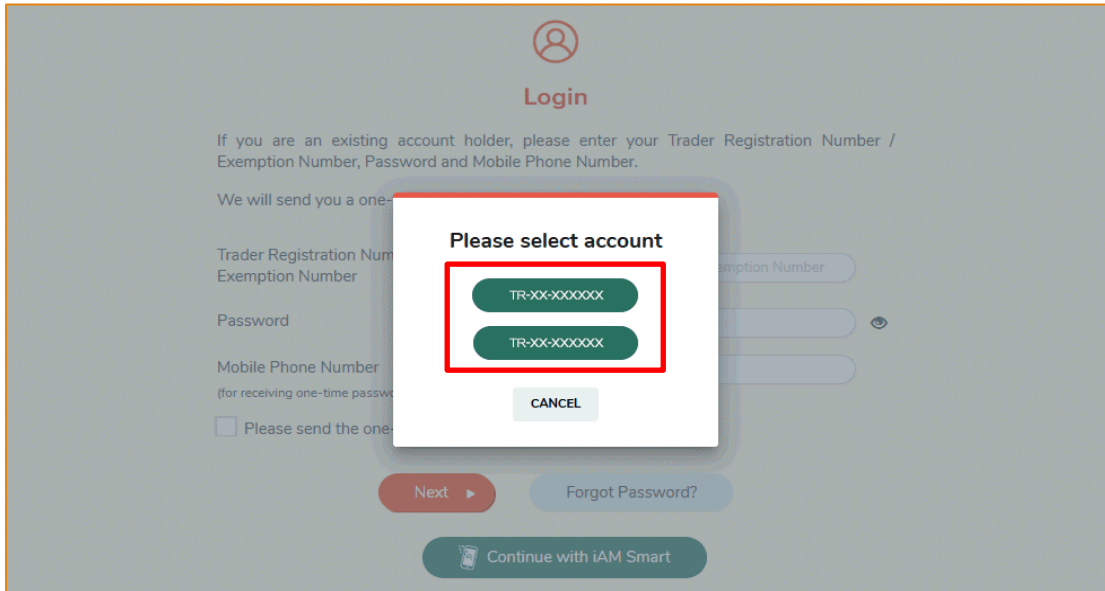 Login
If you are an existing account holder, please enter your Trader Registration Number /
Exemption Number, Password and Mobile Phone Number.
We will send you a one-
Please select account
Trader Registration Num
Exemption Number
emption Number
TR-XX-XXXXXX
Password
TR-XX-XXXXXX
Mobile Phone Number
(for receiving one-time passwo
CANCEL
Please send the one-
Next
Forgot Password?
Continue with iAM Smart